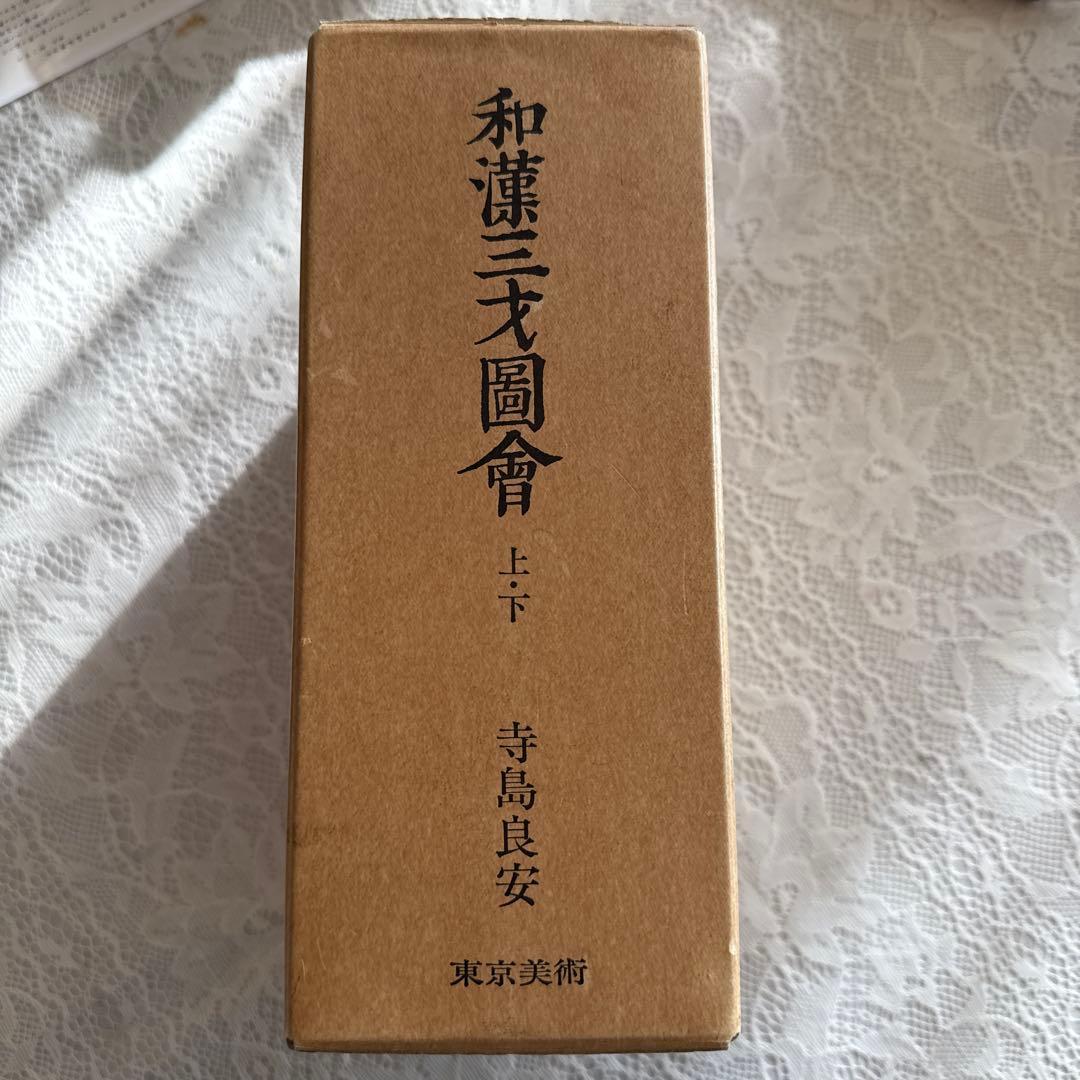 和漢三才圖會
上・下
寺島良安
東京美術